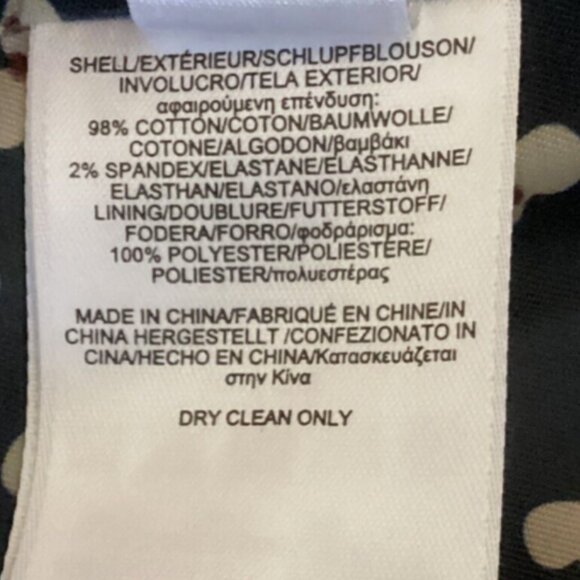 SHELL/EXTÉRIEUR/SCHLUPFBLOUSON/
INVOLUCRO/TELA EXTERIOR/
αφαιρούμενη επένδυση:
98% COTTON/COTON/BAUMWOLLE/
COTONE/ALGODON/βαμβάκι
2% SPANDEX/ELASTANE/ELASTHANNE/
ELASTHAN/ELASTANO/ελαστάνη
LINING/DOUBLURE/FUTTERSTOFF/
FODERA/FORRO/φοδράρισμα:
100% POLYESTER/POLIESTERE/
POLIESTER/πολυεστέρας
MADE IN CHINA/FABRIQUÉ EN CHINE/IN
CHINA HERGESTELLT /CONFEZIONATO IN
CINA/HECHO EN CHINA/Κατασκευάζεται
στην Κίνα
DRY CLEAN ONLY